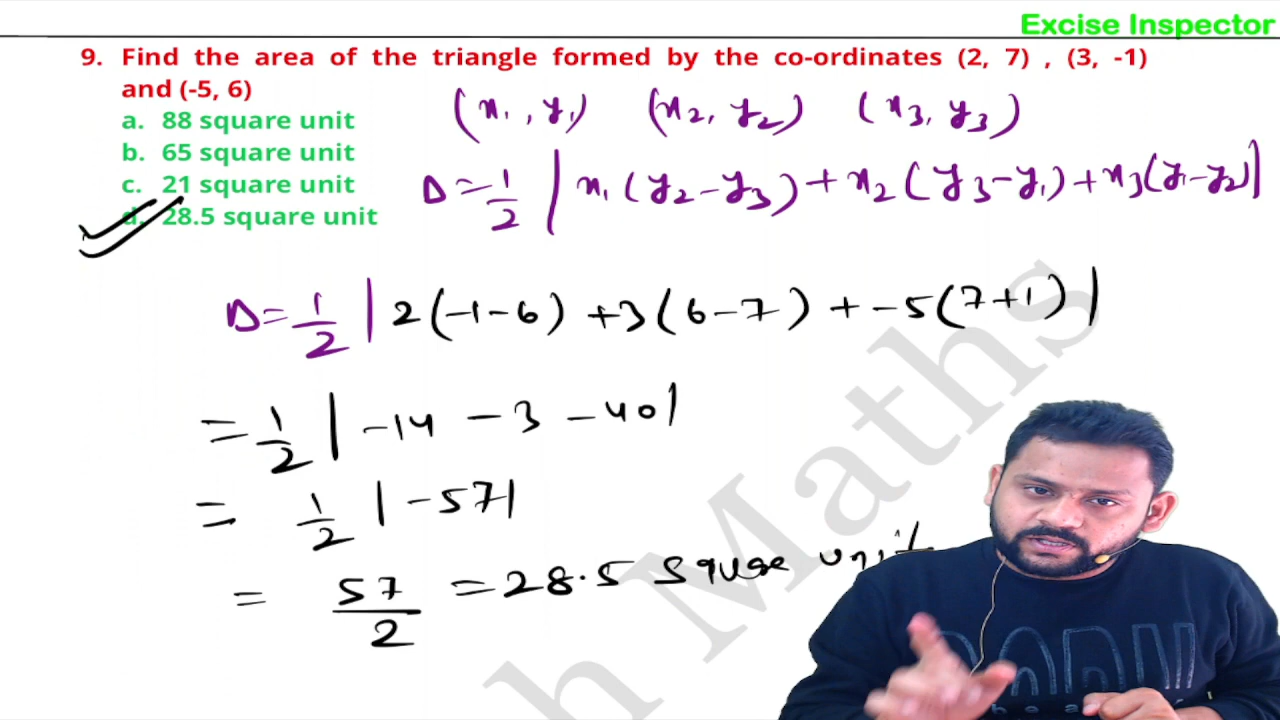 Excise Inspector
9. Find the area of the triangle formed by the co-ordinates (2, 7) , (3, -1)
and (-5, 6)
a. 88 square unit
b. 65 square unit
c. 21 square unit
d. 28.5 square unit
(x₁, y₁) (x₂, y₂) (x₃, y₃)
Δ = 1/2 | x₁(y₂-y₃) + x₂(y₃-y₁) + x₃(y₁-y₂) |
Δ = 1/2 | 2(-1-6) +3(6-7) + -5(7+1) |
= 1/2 | -14 -3 -40 |
= 1/2 | -57 |
= 57/2 = 28.5 squre unit
h Maths